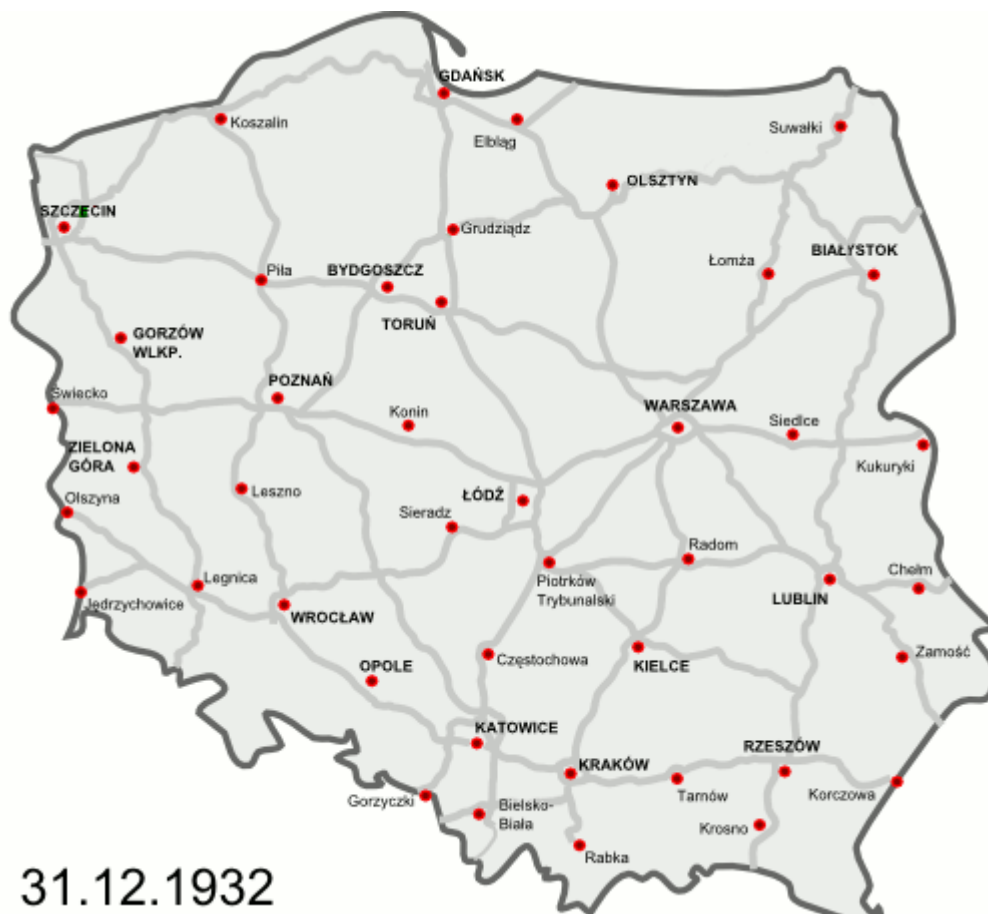 GDAŃSK
Koszalin
Elbląg
Suwałki
OLSZTYN
SZCZECIN
Grudziądz
BIAŁYSTOK
Łomża
BYDGOSZCZ
Piła
TORUŃ
GORZÓW
WLKP.
POZNAŃ
Świecko
Konin
WARSZAWA
Siedlce
Kukuryki
ZIELONA
GÓRA
Leszno
Olszyna
ŁÓDŹ
Sieradz
Radom
Piotrków
Trybunalski
Legnica
Jędrzychowice
WROCŁAW
LUBLIN
Chełm
OPOLE
Częstochowa
KIELCE
Zamość
KATOWICE
KRAKÓW
RZESZÓW
Gorzyczki
Bielsko-
Biała
Tarnów
Korczowa
Krosno
Rabka
31.12.1932